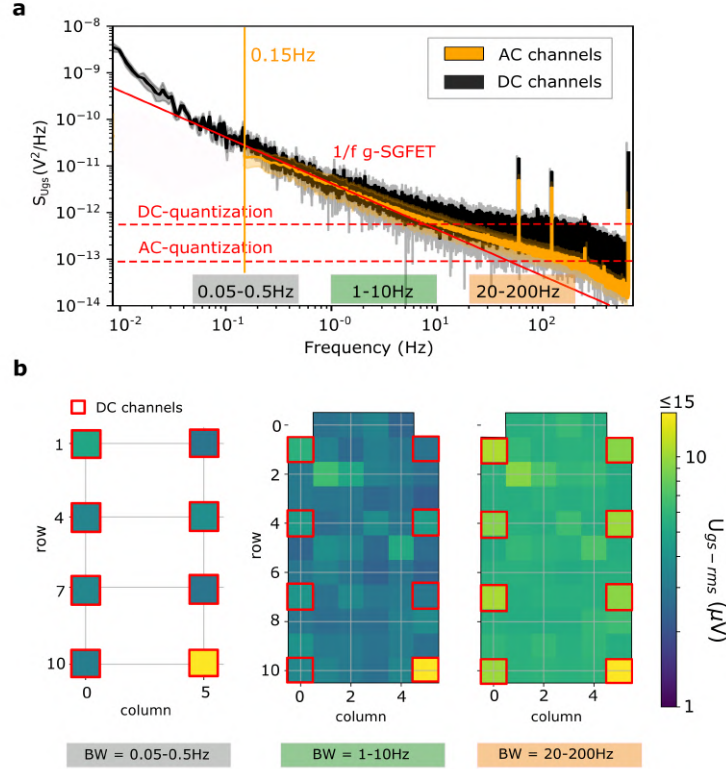 a
10⁻⁸
10⁻⁹
10⁻¹⁰
10⁻¹¹
10⁻¹²
10⁻¹³
10⁻¹⁴
S_Ugs (V²/Hz)
0.15Hz
AC channels
DC channels
1/f g-SGFET
DC-quantization
AC-quantization
0.05-0.5Hz
1-10Hz
20-200Hz
10⁻² 10⁻¹ 10⁻⁰ 10¹ 10²
Frequency (Hz)
b
DC channels
1
4
7
10
row
0 5
column
BW = 0.05-0.5Hz
0
2
4
6
8
10
row
0 2 4
column
BW = 1-10Hz
0 2 4
column
BW = 20-200Hz
≤15
10
1
U_gs-rms (μV)